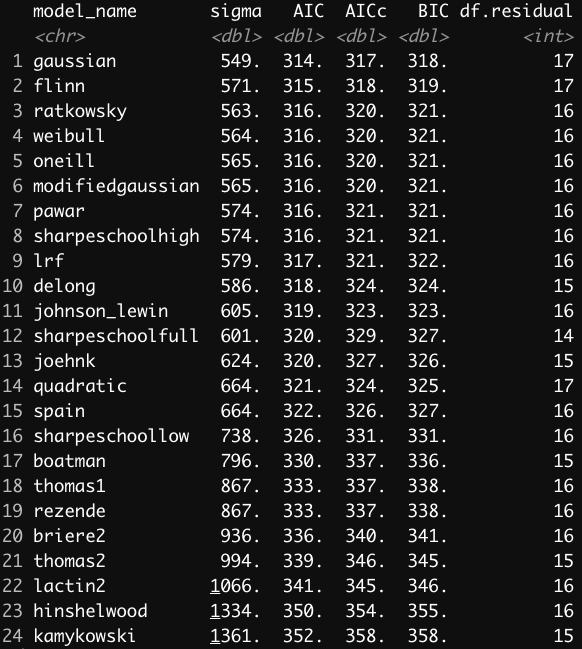 model_name sigma AIC AICc BIC df.residual
<chr> <dbl> <dbl> <dbl> <dbl> <int>
1 gaussian 549. 314. 317. 318. 17
2 flinn 571. 315. 318. 319. 17
3 ratkowsky 563. 316. 320. 321. 16
4 weibull 564. 316. 320. 321. 16
5 oneill 565. 316. 320. 321. 16
6 modifiedgaussian 565. 316. 320. 321. 16
7 pawar 574. 316. 321. 321. 16
8 sharpeschoolhigh 574. 316. 321. 321. 16
9 lrf 579. 317. 321. 322. 16
10 delong 586. 318. 324. 324. 15
11 johnson_lewin 605. 319. 323. 323. 16
12 sharpeschoolfull 601. 320. 329. 327. 14
13 joehnk 624. 320. 327. 326. 15
14 quadratic 664. 321. 324. 325. 17
15 spain 664. 322. 326. 327. 16
16 sharpeschoollow 738. 326. 331. 331. 16
17 boatman 796. 330. 337. 336. 15
18 thomas1 867. 333. 337. 338. 16
19 rezende 867. 333. 337. 338. 16
20 briere2 936. 336. 340. 341. 16
21 thomas2 994. 339. 346. 345. 15
22 lactin2 1066. 341. 345. 346. 16
23 hinshelwood 1334. 350. 354. 355. 16
24 kamykowski 1361. 352. 358. 358. 15